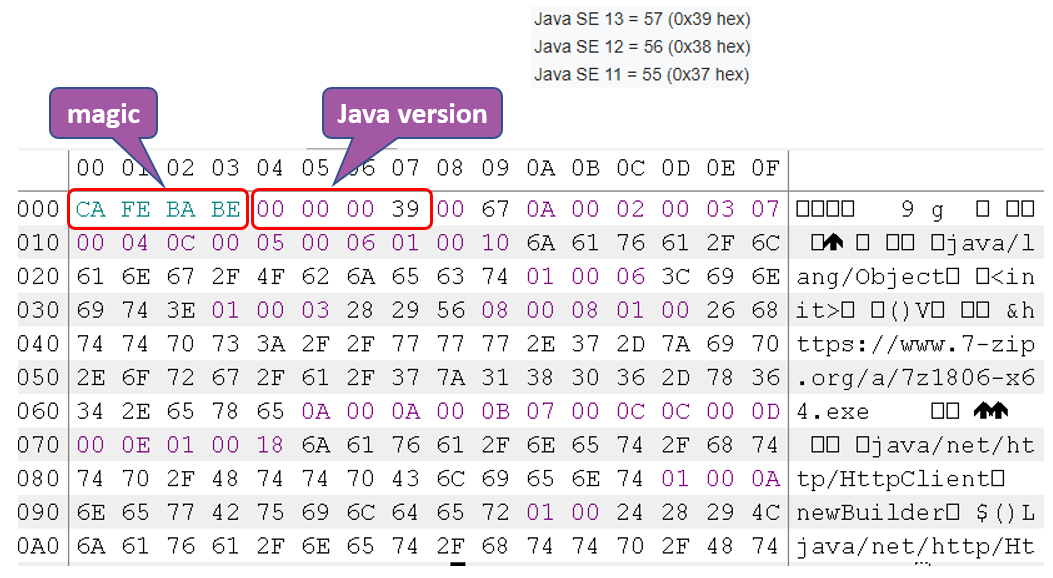 Java SE 13 = 57 (0x39 hex)
Java SE 12 = 56 (0x38 hex)
Java SE 11 = 55 (0x37 hex)
magic
Java version
00 01 02 03 04 05 06 07 08 09 0A 0B 0C 0D 0E 0F
000 CA FE BA BE 00 00 00 39 00 67 0A 00 02 00 03 07 9 g
010 00 04 0C 00 05 00 06 01 00 10 6A 61 76 61 2F 6C java/l
020 61 6E 67 2F 4F 62 6A 65 63 74 01 00 06 3C 69 6E ang/Object <in
030 69 74 3E 01 00 03 28 29 56 08 00 08 01 00 26 68 it> ()V &h
040 74 74 70 73 3A 2F 2F 77 77 77 2E 37 2D 7A 69 70 ttps://www.7-zip
050 2E 6F 72 67 2F 61 2F 37 7A 31 38 30 36 2D 78 36 .org/a/7z1806-x6
060 34 2E 65 78 65 0A 00 0A 00 0B 07 00 0C 0C 00 0D 4.exe
070 00 0E 01 00 18 6A 61 76 61 2F 6E 65 74 2F 68 74 java/net/ht
080 74 70 2F 48 74 74 70 43 6C 69 65 6E 74 01 00 0A tp/HttpClient
090 6E 65 77 42 75 69 6C 64 65 72 01 00 24 28 29 4C newBuilder $()L
0A0 6A 61 76 61 2F 6E 65 74 2F 68 74 74 70 2F 48 74 java/net/http/Ht